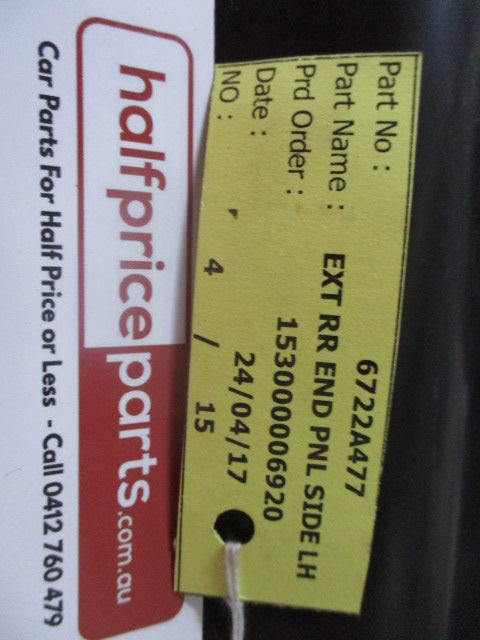 Part No : 6722A477
Part Name : EXT RR END PNL SIDE LH
Prd Order : 153000006920
Date : 24/04/17
NO : 4 / 15
halfpriceparts.com.au
Car Parts For Half Price or Less - Call 0412 760 479